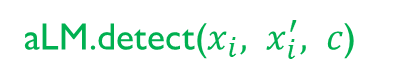 aLM.detect(𝑥ᵢ, 𝑥ᵢ′, 𝑐)